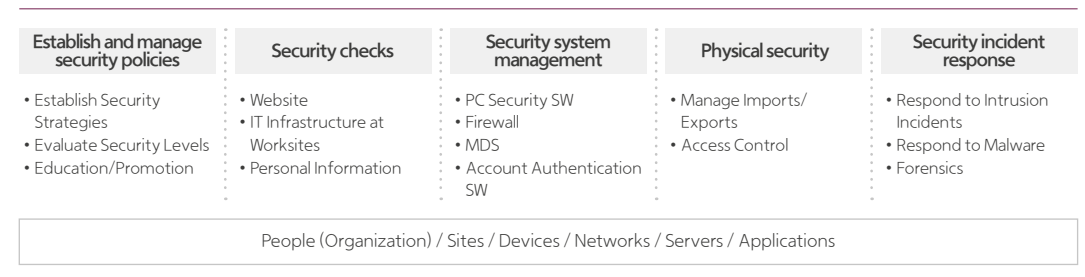 Establish and manage
security policies
• Establish Security
Strategies
• Evaluate Security Levels
• Education/Promotion
Security checks
• Website
• IT Infrastructure at
Worksites
• Personal Information
Security system
management
• PC Security SW
• Firewall
• MDS
• Account Authentication
SW
Physical security
• Manage Imports/
Exports
• Access Control
Security incident
response
• Respond to Intrusion
Incidents
• Respond to Malware
• Forensics
People (Organization) / Sites / Devices / Networks / Servers / Applications